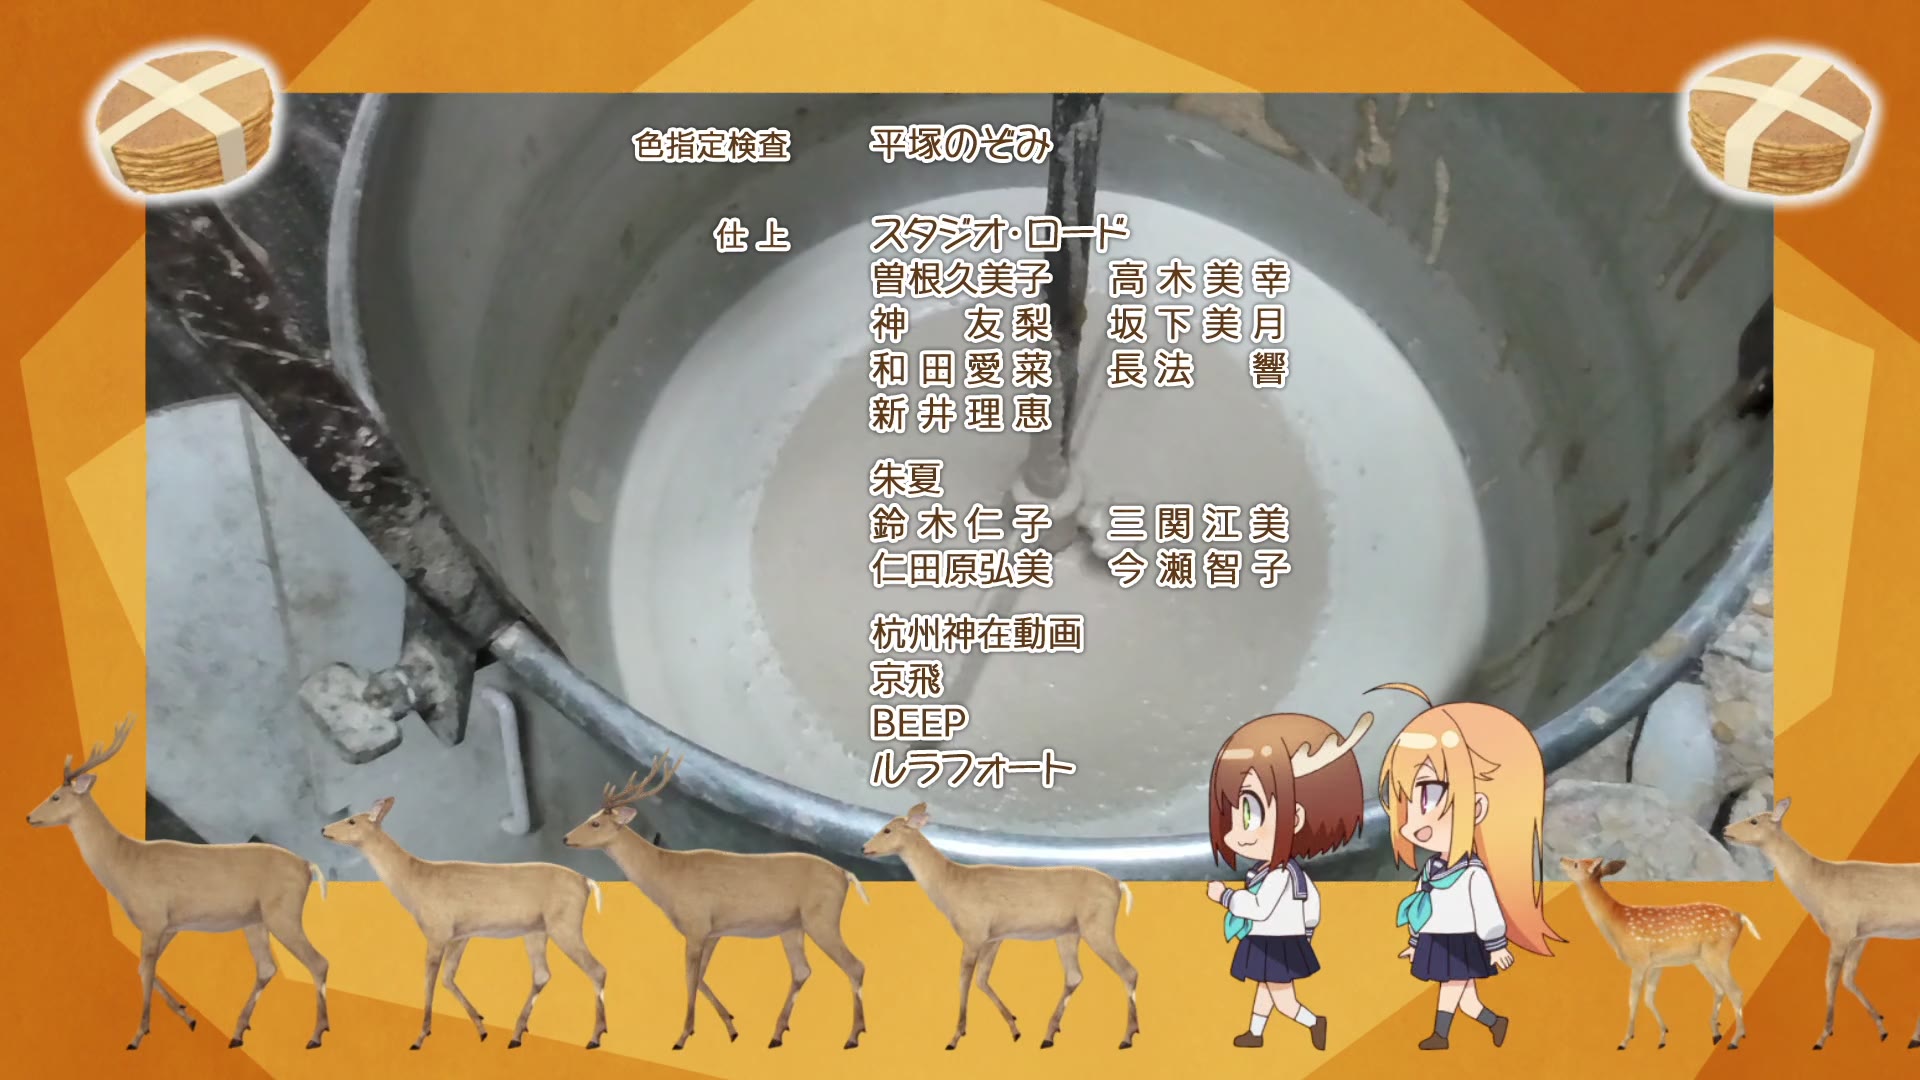 色指定検査 平塚のぞみ
仕上 スタジオ・ロード
曽根久美子 高木美幸
神友梨 坂下美月
和田愛菜 長法響
新井理恵
朱夏
鈴木仁子 三関江美
仁田原弘美 今瀬智子
杭州神在動画
京飛
BEEP
ルラフォート